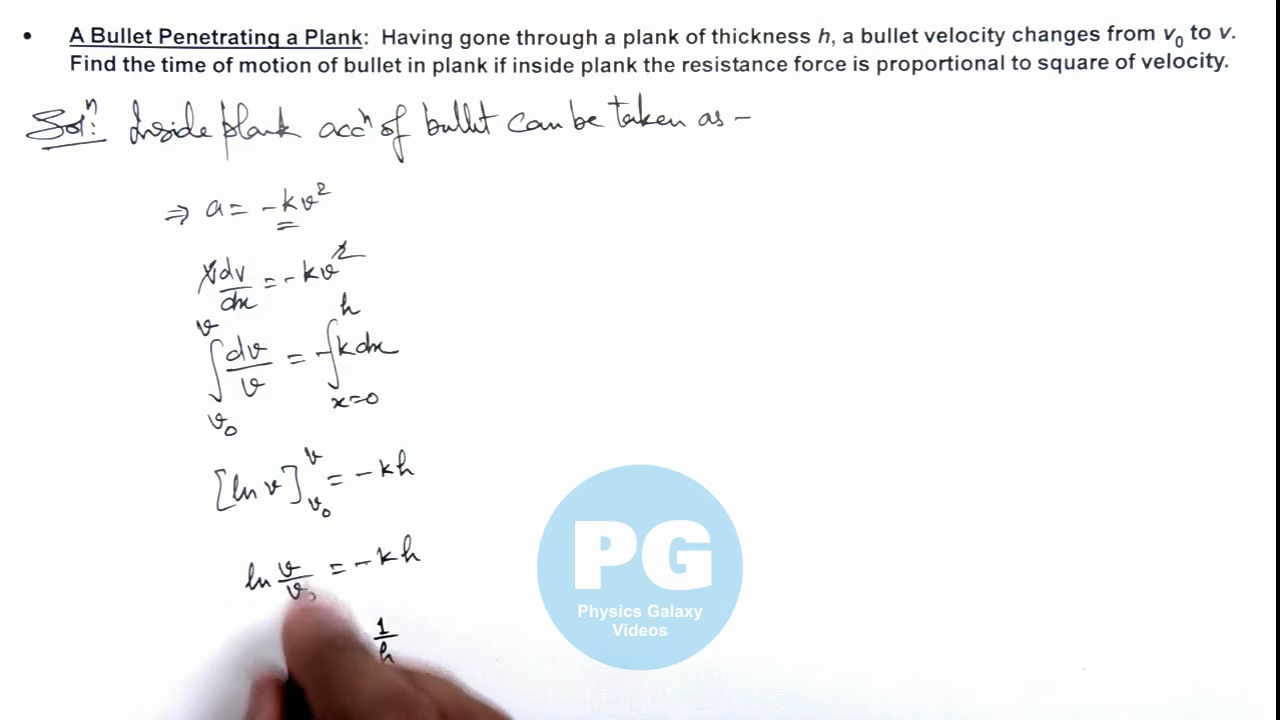 • A Bullet Penetrating a Plank: Having gone through a plank of thickness h, a bullet velocity changes from v₀ to v.
Find the time of motion of bullet in plank if inside plank the resistance force is proportional to square of velocity.
Solⁿ: Inside plank accⁿ of bullet can be taken as –
⇒ a = -kv²
v dv/dx = -kv²
∫_{v₀}^{v} dv/v = -∫_{x=0}^{h} k dx
[ln v]_{v₀}^{v} = -kh
ln v/v₀ = -kh
1/h
PG
Physics Galaxy
Videos